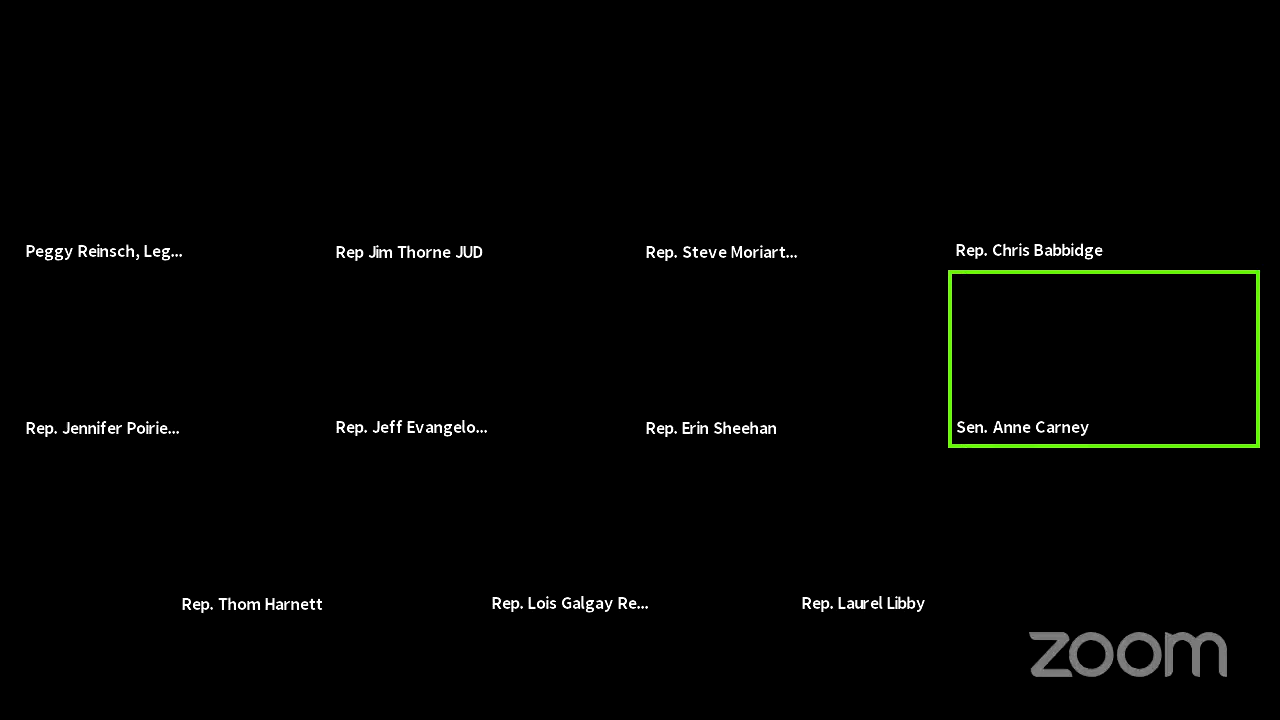 Peggy Reinsch, Leg...
Rep Jim Thorne JUD
Rep. Steve Moriart...
Rep. Chris Babbidge
Rep. Jennifer Poirie...
Rep. Jeff Evangelo...
Rep. Erin Sheehan
Sen. Anne Carney
Rep. Thom Harnett
Rep. Lois Galgay Re...
Rep. Laurel Libby
zoom